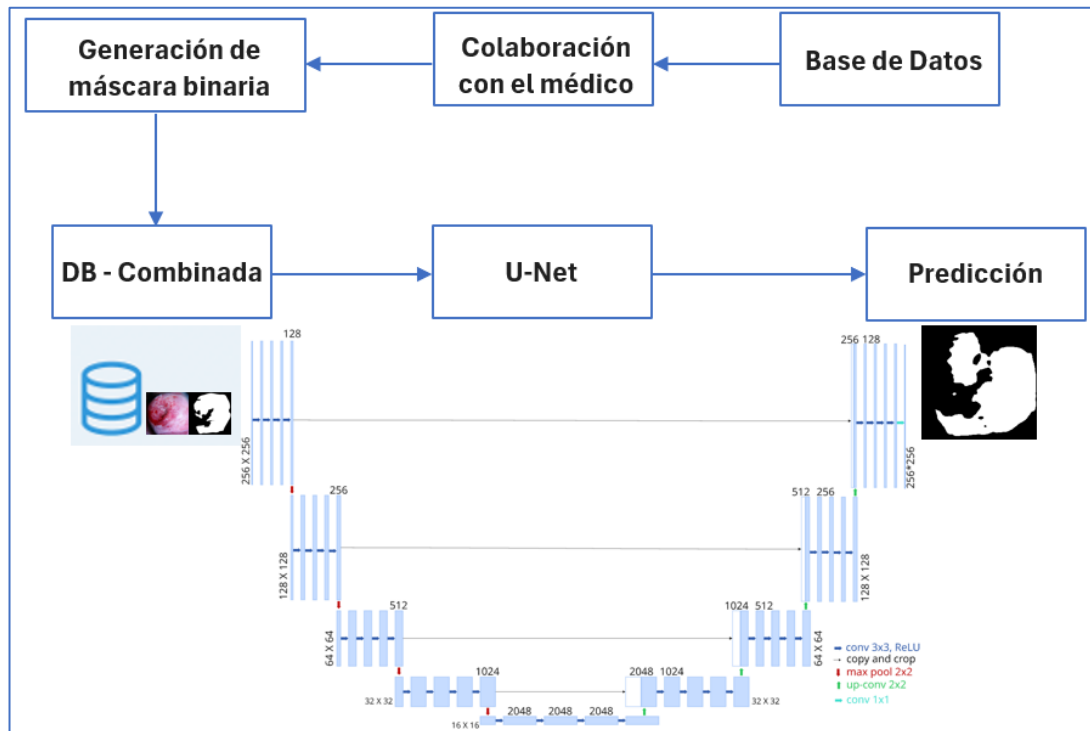 Generación de
máscara binaria
Colaboración
con el médico
Base de Datos
DB - Combinada
U-Net
Predicción
128
256 X 256
256 128
256*256
256
128 X 128
512 256
128 X 128
512
64 X 64
1024 512
64 X 64
1024
32 X 32
2048 1024
32 X 32
16 X 16
2048 2048 2048
conv 3x3, ReLU
copy and crop
max pool 2x2
up-conv 2x2
conv 1x1